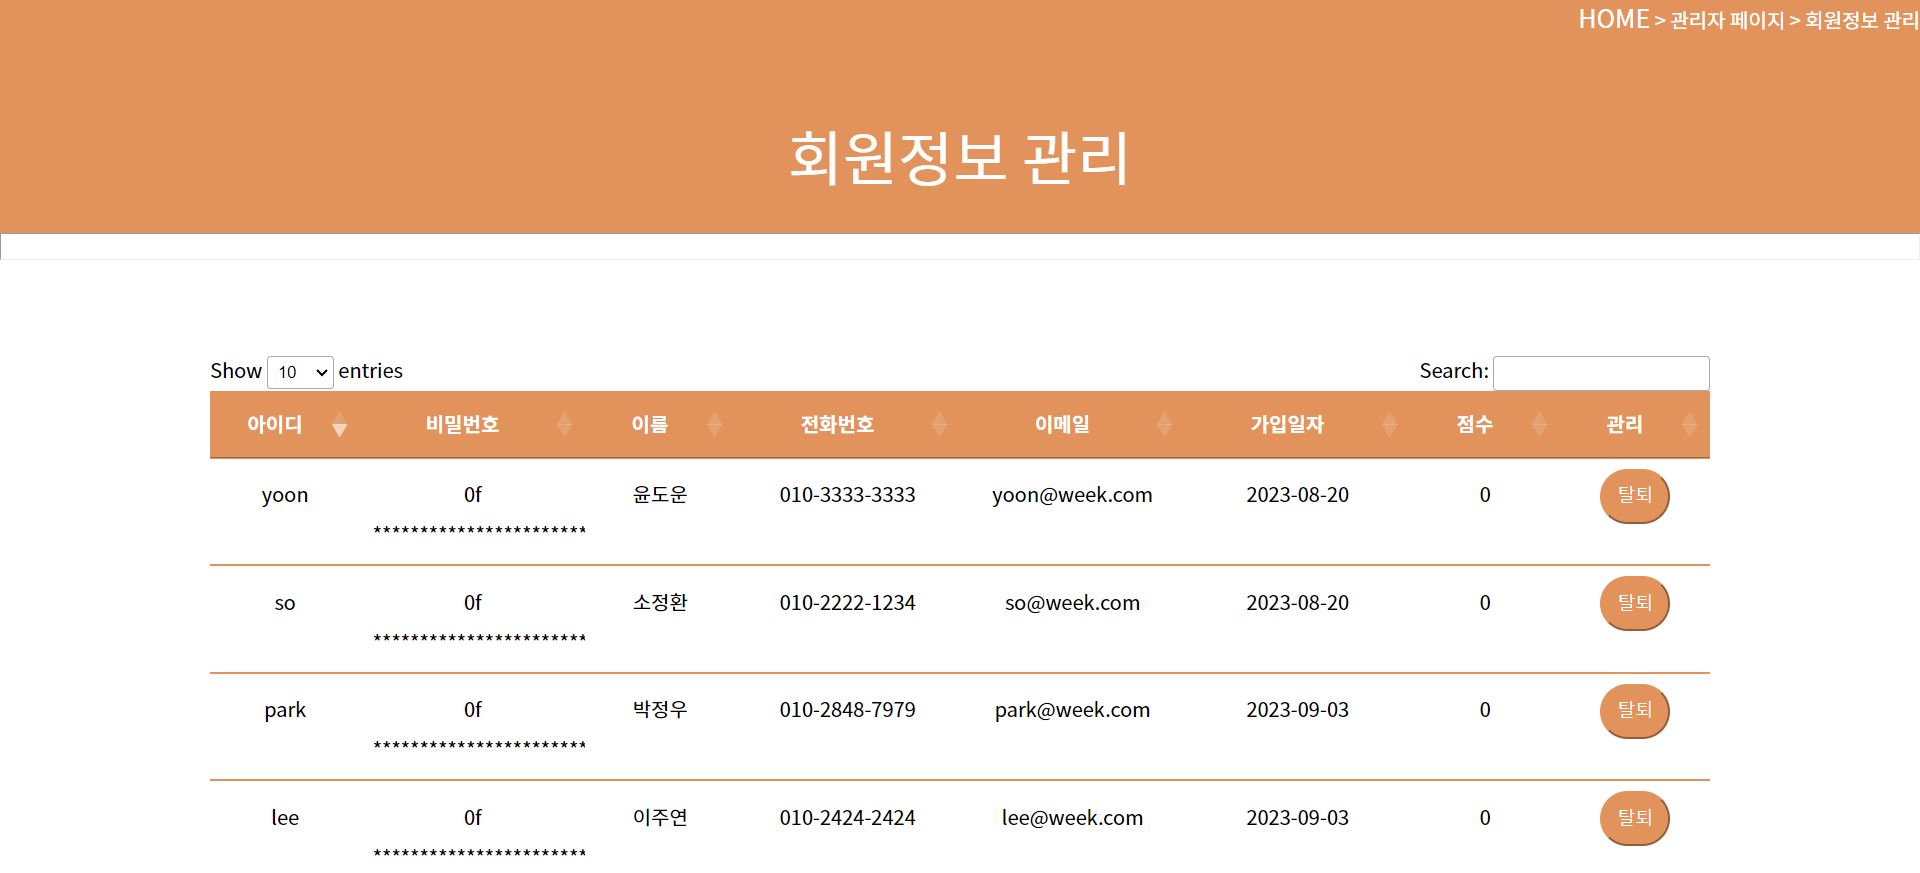 HOME > 관리자 페이지 > 회원정보 관리
회원정보 관리
Show 10 entries Search:
아이디 비밀번호 이름 전화번호 이메일 가입일자 점수 관리
yoon 0f 윤도운 010-3333-3333 yoon@week.com 2023-08-20 0 탈퇴
***********************
so 0f 소정환 010-2222-1234 so@week.com 2023-08-20 0 탈퇴
***********************
park 0f 박정우 010-2848-7979 park@week.com 2023-09-03 0 탈퇴
***********************
lee 0f 이주연 010-2424-2424 lee@week.com 2023-09-03 0 탈퇴
***********************